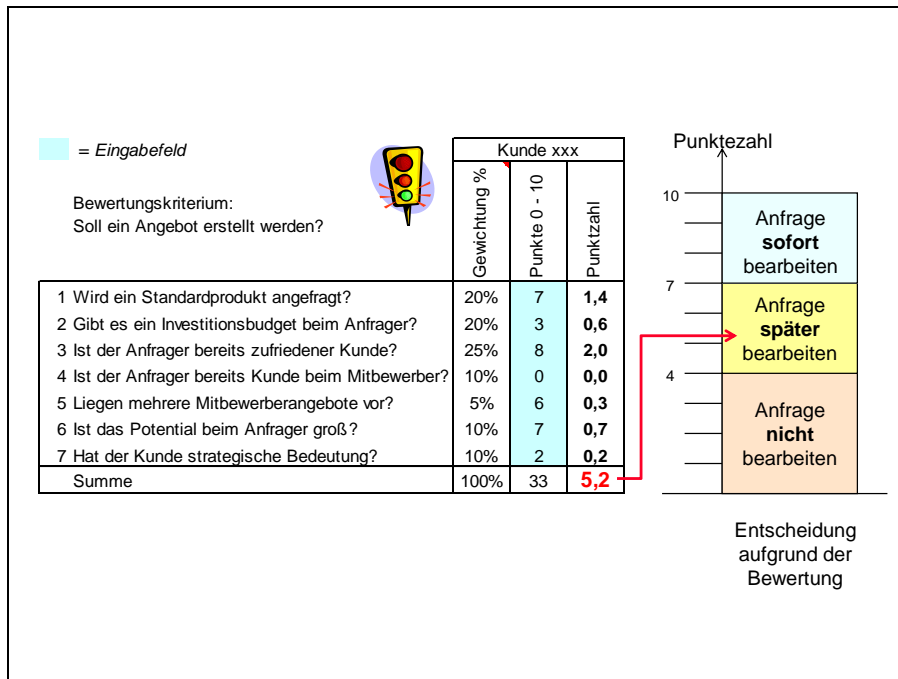 = Eingabefeld
Bewertungskriterium:
Soll ein Angebot erstellt werden?
Kunde xxx
Gewichtung %
Punkte 0 - 10
Punktzahl
1 Wird ein Standardprodukt angefragt? 20% 7 1,4
2 Gibt es ein Investitionsbudget beim Anfrager? 20% 3 0,6
3 Ist der Anfrager bereits zufriedener Kunde? 25% 8 2,0
4 Ist der Anfrager bereits Kunde beim Mitbewerber? 10% 0 0,0
5 Liegen mehrere Mitbewerberangebote vor? 5% 6 0,3
6 Ist das Potential beim Anfrager groß? 10% 7 0,7
7 Hat der Kunde strategische Bedeutung? 10% 2 0,2
Summe 100% 33 5,2
Punktezahl
10
Anfrage
sofort
bearbeiten
7
Anfrage
später
bearbeiten
4
Anfrage
nicht
bearbeiten
Entscheidung
aufgrund der
Bewertung